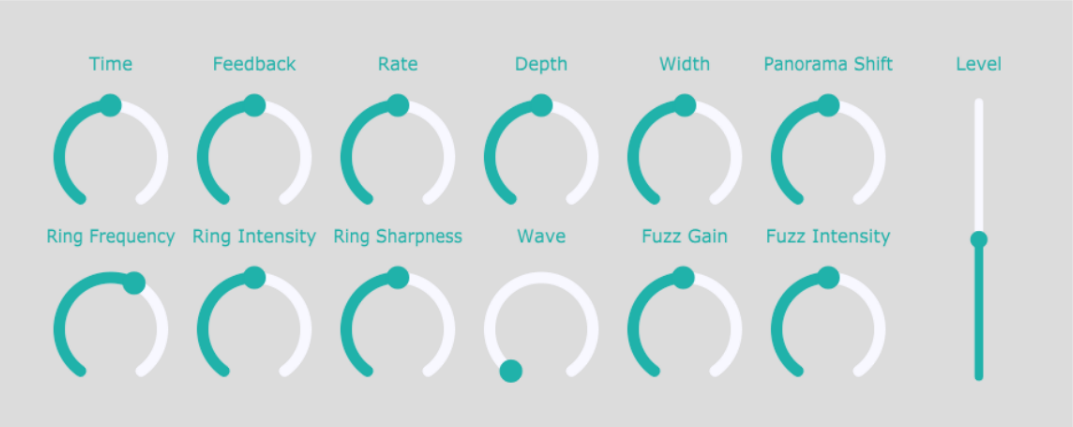 Time Feedback Rate Depth Width Panorama Shift Level
Ring Frequency Ring Intensity Ring Sharpness Wave Fuzz Gain Fuzz Intensity